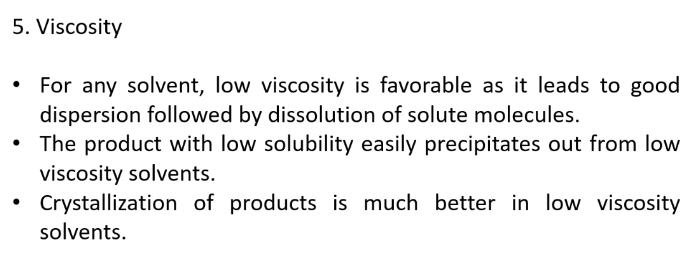 5. Viscosity
• For any solvent, low viscosity is favorable as it leads to good
dispersion followed by dissolution of solute molecules.
• The product with low solubility easily precipitates out from low
viscosity solvents.
• Crystallization of products is much better in low viscosity
solvents.